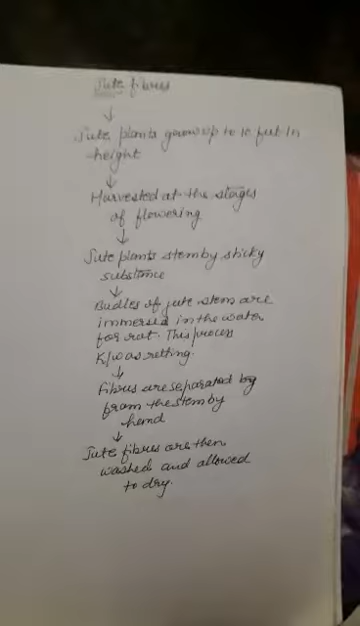 Jute fibres
↓
Jute plants grow up to 10 feet in
height
↓
Harvested at the stages
of flowering
↓
Jute plants stem by sticky
substance
↓
Budles of jute stem are
immersed in the water
for rot. This process
K/was retting.
↓
Fibres are separated by
from the stem by
hand
↓
Jute fibres are then
washed and allowed
to dry.